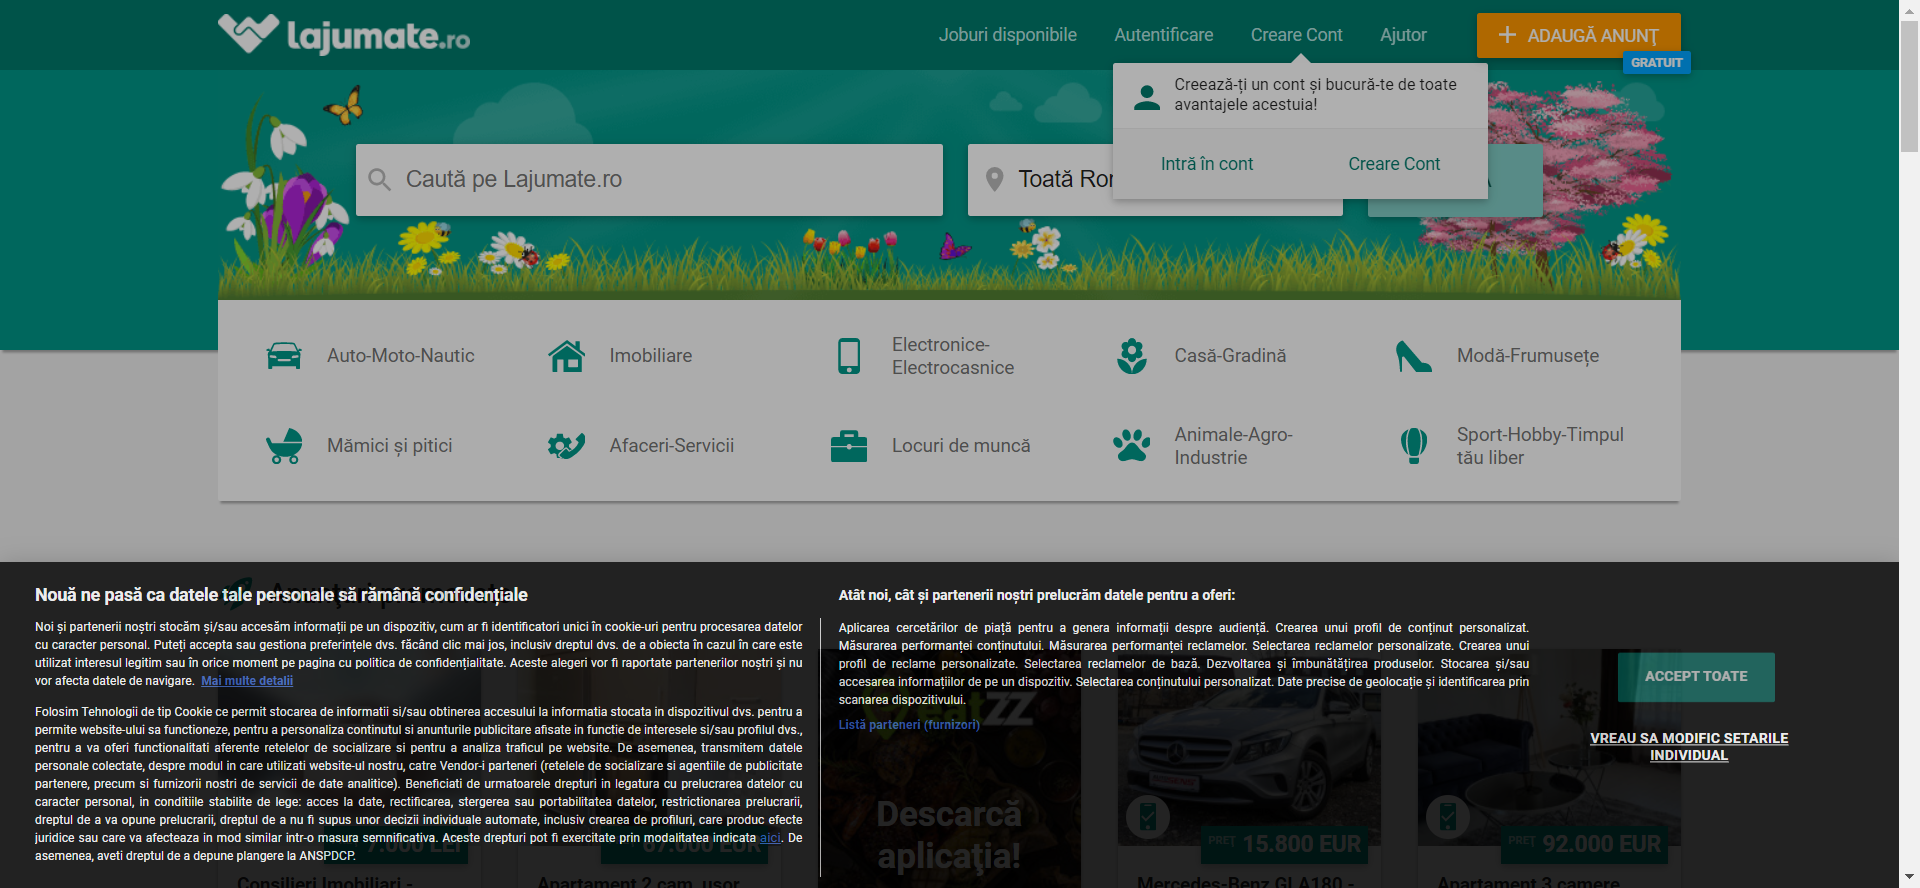 Lajumate.ro
Joburi disponibile
Autentificare
Creare Cont
Ajutor
+ ADAUGĂ ANUNȚ
GRATUIT
Creează-ți un cont și bucură-te de toate
avantajele acestuia!
Intră în cont
Creare Cont
Caută pe Lajumate.ro
Toată Ror
Auto-Moto-Nautic
Imobiliare
Electronice-
Electrocasnice
Casă-Gradină
Modă-Frumusețe
Mămici și pitici
Afaceri-Servicii
Locuri de muncă
Animale-Agro-
Industrie
Sport-Hobby-Timpul
tău liber
Nouă ne pasă ca datele tale personale să rămână confidențiale
Noi și partenerii noștri stocăm și/sau accesăm informații pe un dispozitiv, cum ar fi identificatori unici în cookie-uri pentru procesarea datelor
cu caracter personal. Puteți accepta sau gestiona preferințele dvs. făcând clic mai jos, inclusiv dreptul dvs. de a obiecta în cazul în care este
utilizat interesul legitim sau în orice moment pe pagina cu politica de confidențialitate. Aceste alegeri vor fi raportate partenerilor noștri și nu
vor afecta datele de navigare. Mai multe detalii
Folosim Tehnologii de tip Cookie ce permit stocarea de informatii si/sau obtinerea accesului la informatia stocata in dispozitivul dvs. pentru a
permite website-ului sa functioneze, pentru a personaliza continutul si anunturile publicitare afisate in functie de interesele si/sau profilul dvs.,
pentru a va oferi functionalitati aferente retelelor de socializare si pentru a analiza traficul pe website. De asemenea, transmitem datele
personale colectate, despre modul in care utilizati website-ul nostru, catre Vendor-i parteneri (retelele de socializare si agentiile de publicitate
partenere, precum si furnizorii nostri de servicii de date analitice). Beneficiati de urmatoarele drepturi in legatura cu prelucrarea datelor cu
caracter personal, in conditiile stabilite de lege: acces la date, rectificarea, stergerea sau portabilitatea datelor, restrictionarea prelucrarii,
dreptul de a va opune prelucrarii, dreptul de a nu fi supus unor decizii individuale automate, inclusiv crearea de profiluri, care produc efecte
juridice sau care va afecteaza in mod similar intr-o masura semnificativa. Aceste drepturi pot fi exercitate prin modalitatea indicata aici. De
asemenea, aveti dreptul de a depune plangere la ANSPDCP.
Atât noi, cât și partenerii noștri prelucrăm datele pentru a oferi:
Aplicarea cercetărilor de piață pentru a genera informații despre audiență. Crearea unui profil de conținut personalizat.
Măsurarea performanței conținutului. Măsurarea performanței reclamelor. Selectarea reclamelor personalizate. Crearea unui
profil de reclame personalizate. Selectarea reclamelor de bază. Dezvoltarea și îmbunătățirea produselor. Stocarea și/sau
accesarea informațiilor de pe un dispozitiv. Selectarea conținutului personalizat. Date precise de geolocație și identificarea prin
scanarea dispozitivului.
Listă parteneri (furnizori)
ACCEPT TOATE
VREAU SA MODIFIC SETARILE
INDIVIDUAL
Descarcă
aplicația!
7.000 LEI
67.000 EUR
PREȚ 15.800 EUR
PREȚ 92.000 EUR
Consilieri Imobiliari -
Apartament 2 cam, usor
Mercedes-Benz GLA180 -
Apartament 3 camere